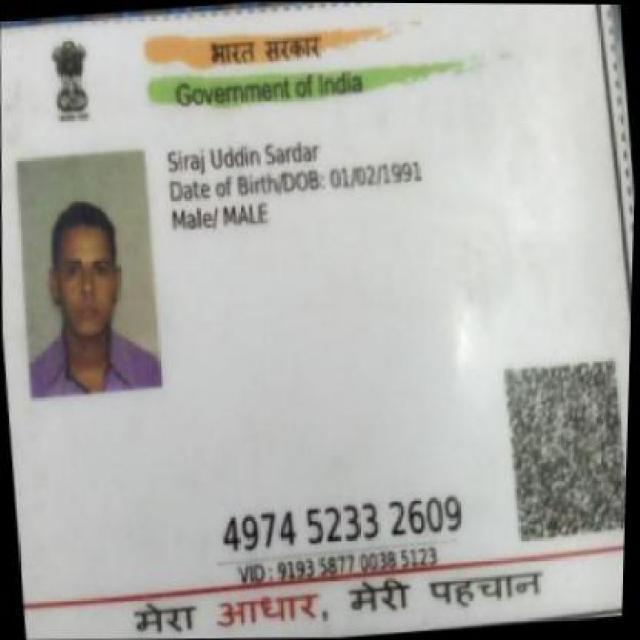 भारत सरकार
Government of India
Siraj Uddin Sardar
Date of Birth/DOB: 01/02/1991
Male/ MALE
4974 5233 2609
VID : 9193 5877 0038 5123
मेरा आधार, मेरी पहचान